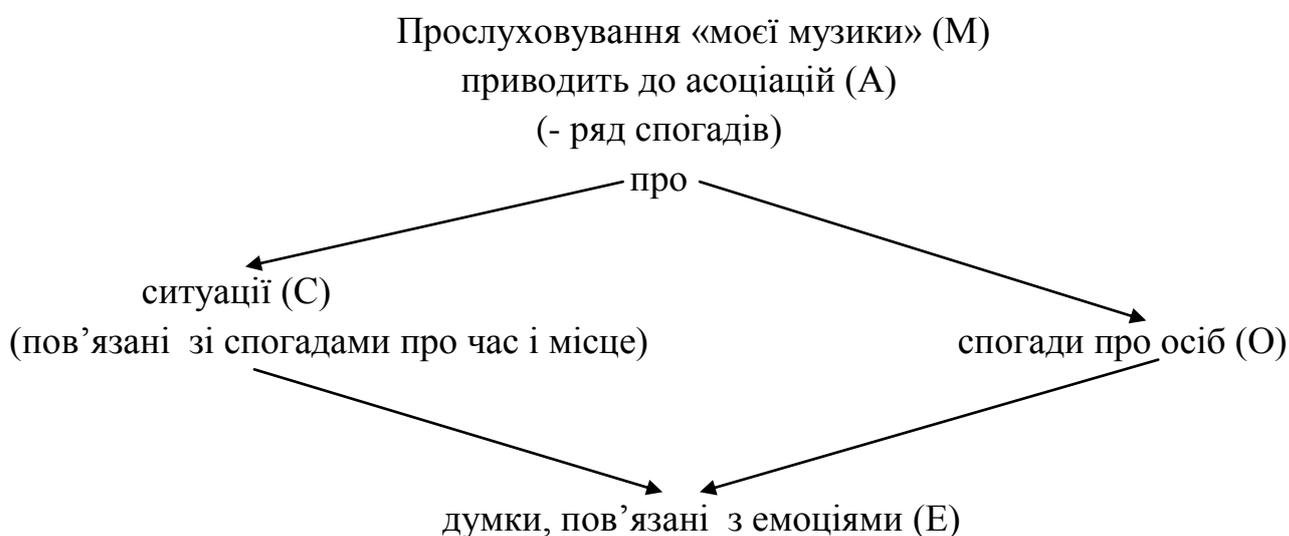 Прослуховування «моєї музики» (М)
приводить до асоціацій (А)
(- ряд спогадів)
про
ситуації (С)
(пов’язані зі спогадами про час і місце)
спогади про осіб (О)
думки, пов’язані з емоціями (Е)